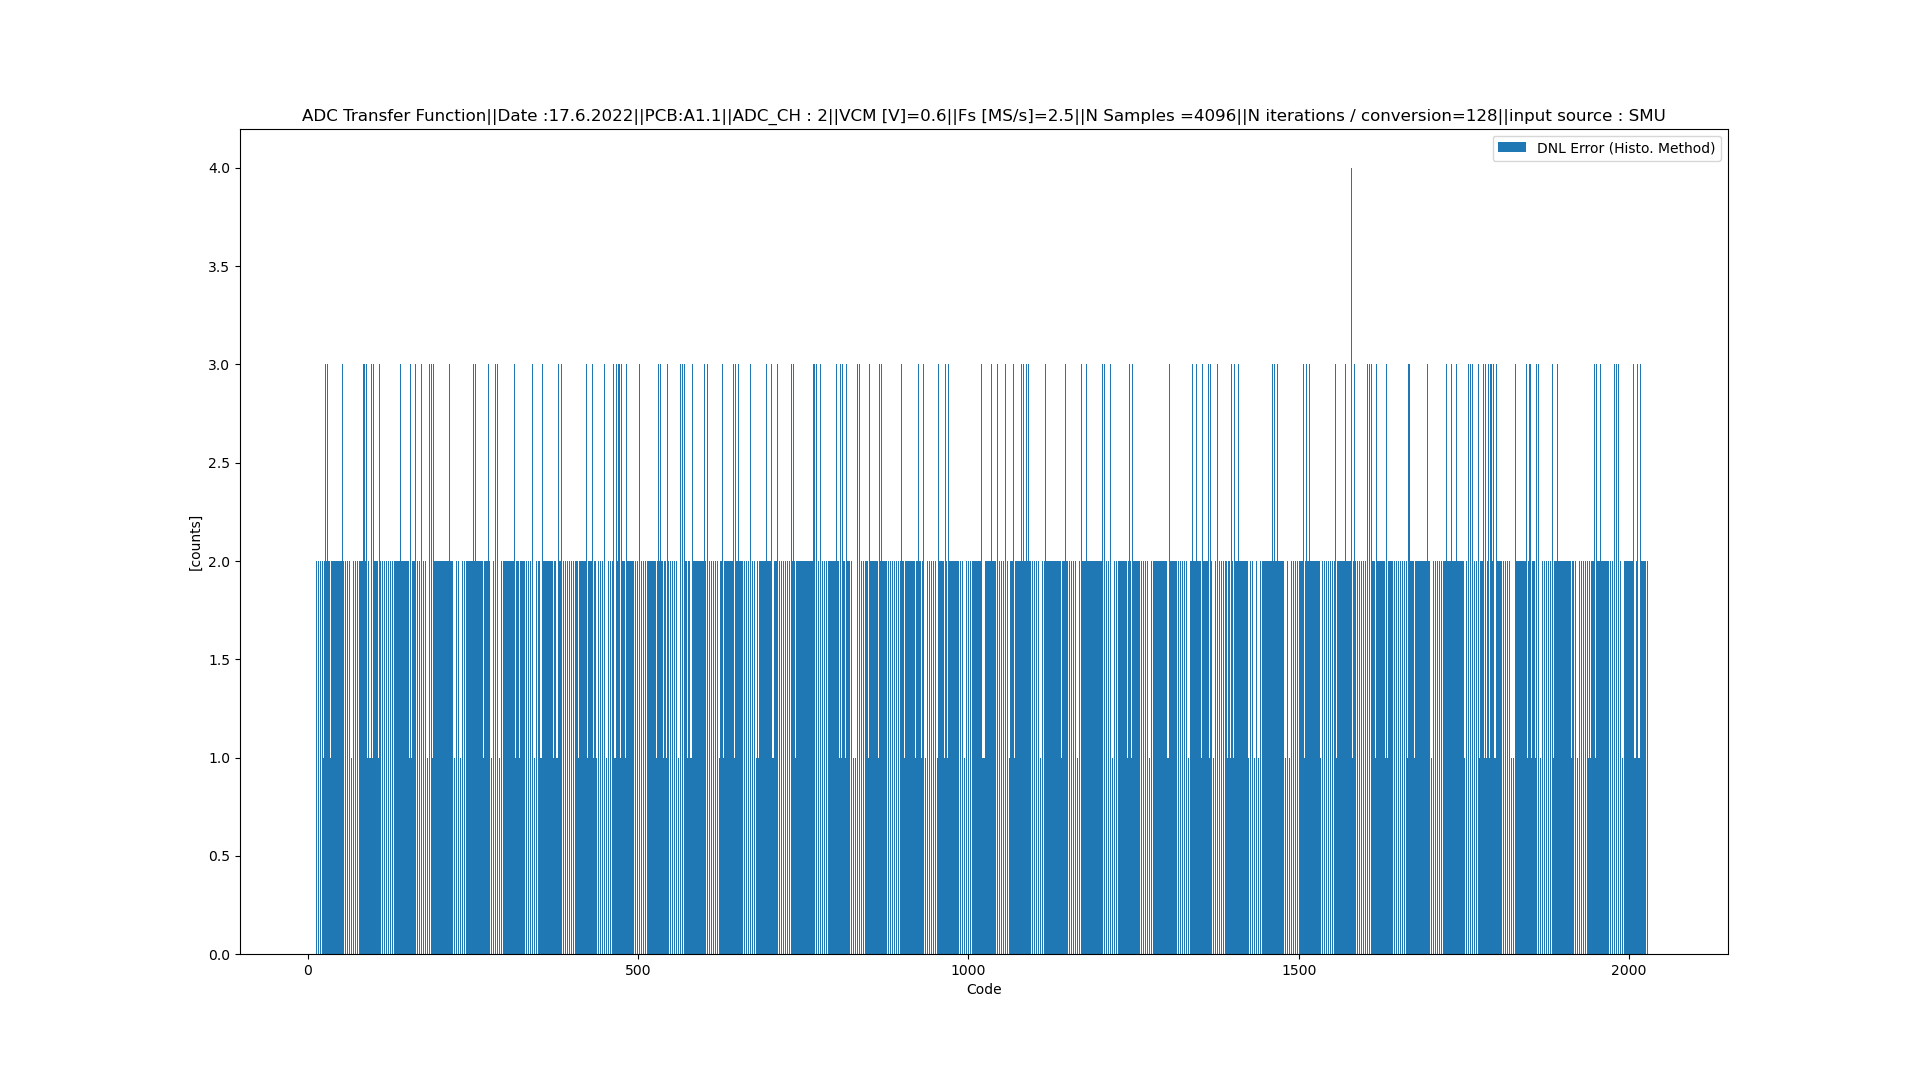 ADC Transfer Function||Date :17.6.2022||PCB:A1.1||ADC_CH : 2||VCM [V]=0.6||Fs [MS/s]=2.5||N Samples =4096||N iterations / conversion=128||input source : SMU
DNL Error (Histo. Method)
4.0
3.5
3.0
2.5
2.0
1.5
1.0
0.5
0.0
[counts]
0 500 1000 1500 2000
Code